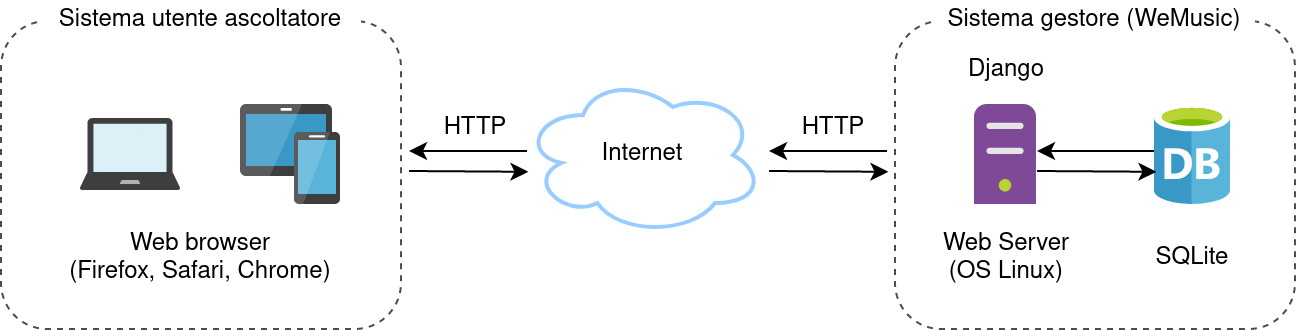 Sistema utente ascoltatore
Sistema gestore (WeMusic)
Django
HTTP
HTTP
Internet
DB
Web browser
(Firefox, Safari, Chrome)
Web Server
(OS Linux)
SQLite